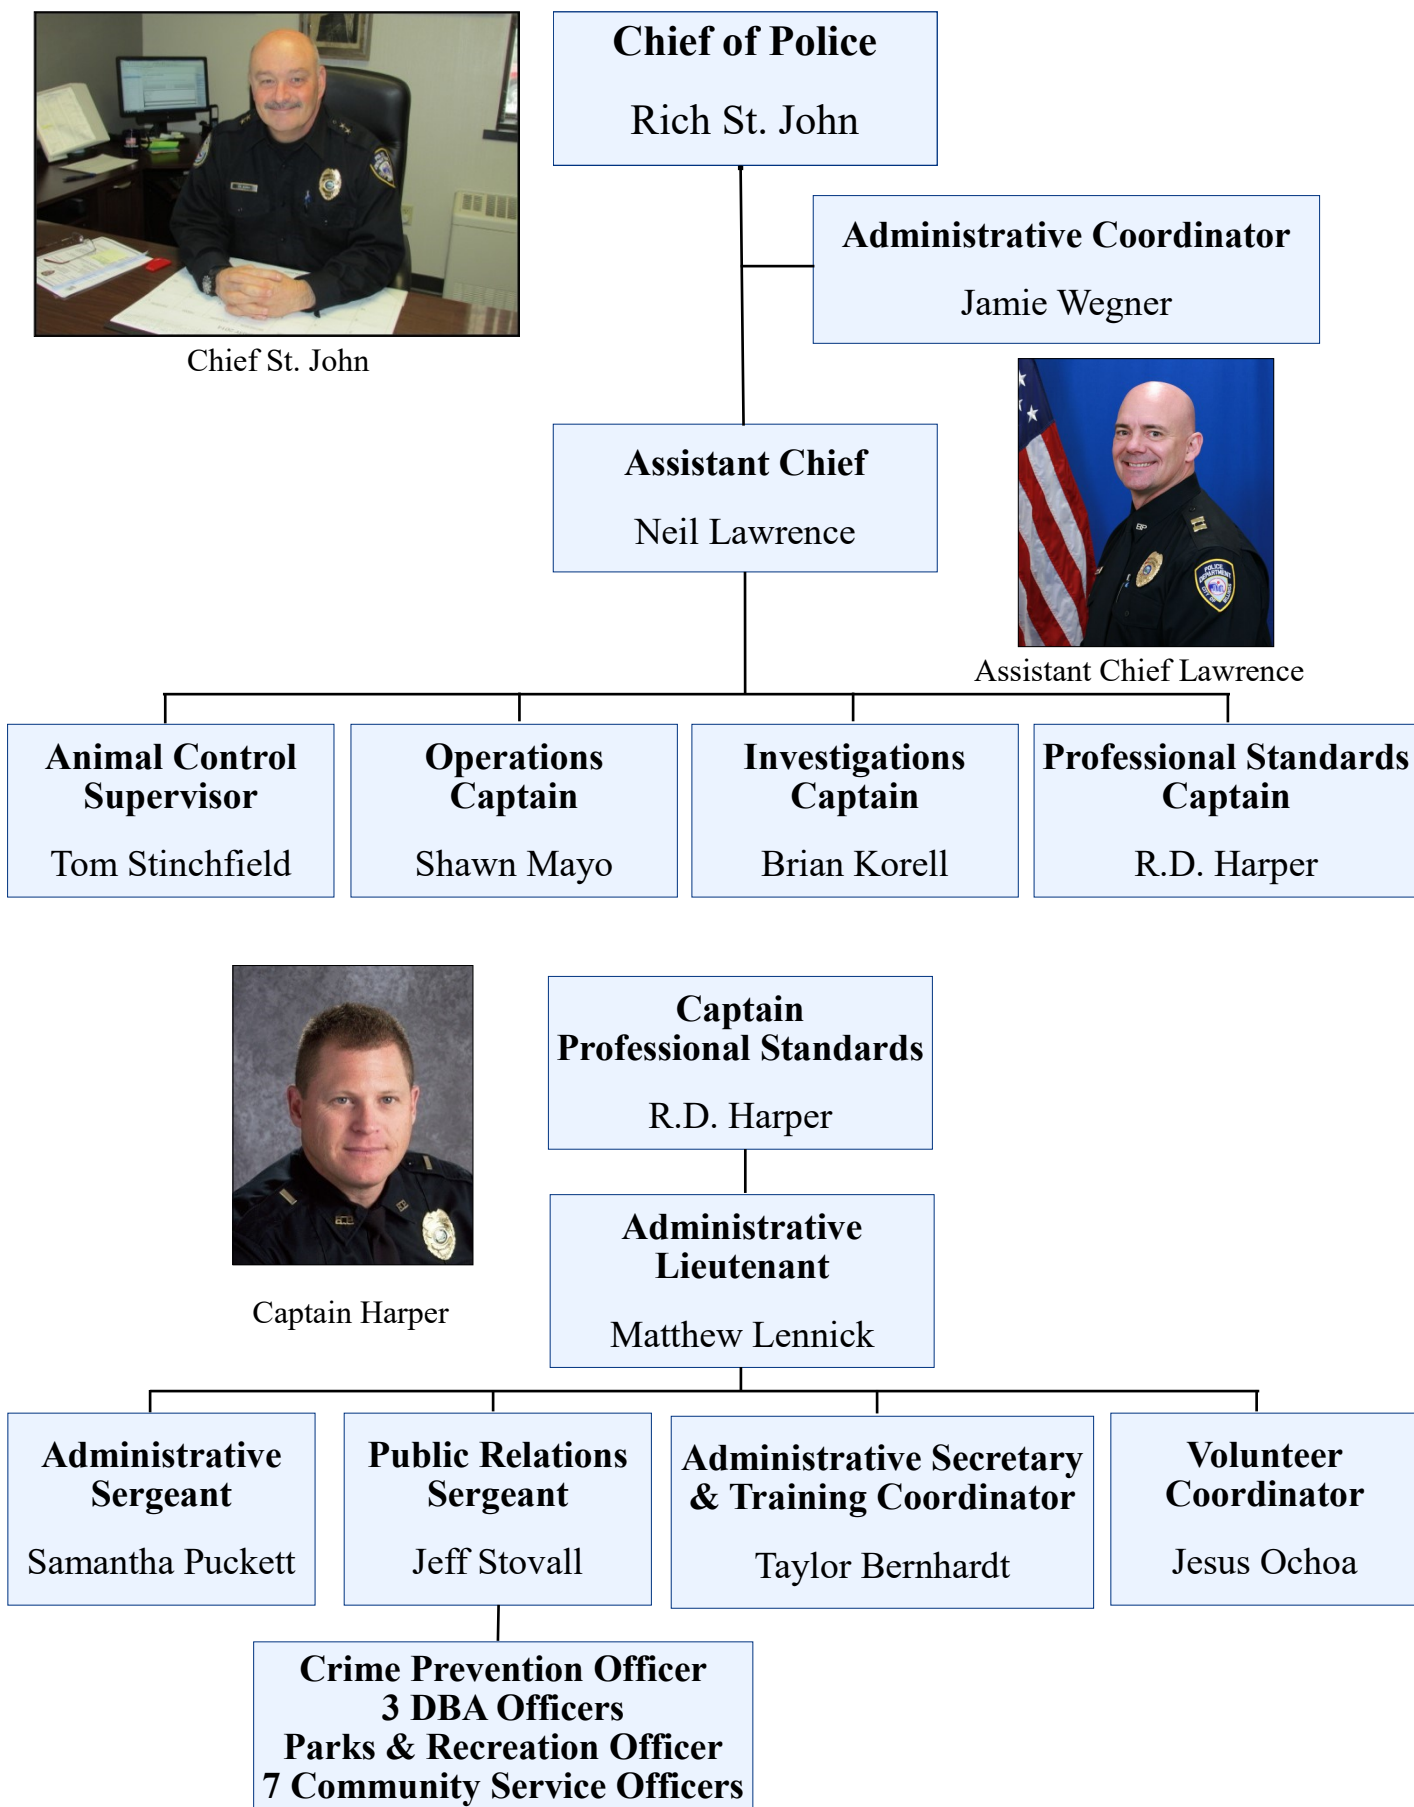 Chief of Police
Rich St. John
Administrative Coordinator
Jamie Wegner
Chief St. John
Assistant Chief
Neil Lawrence
BP
POLICE
DEPARTMENT
Assistant Chief Lawrence
Animal Control
Supervisor
Tom Stinchfield
Operations
Captain
Shawn Mayo
Investigations
Captain
Brian Korell
Professional Standards
Captain
R.D. Harper
Captain
Professional Standards
R.D. Harper
Captain Harper
Administrative
Lieutenant
Matthew Lennick
Administrative
Sergeant
Samantha Puckett
Public Relations
Sergeant
Jeff Stovall
Administrative Secretary
& Training Coordinator
Taylor Bernhardt
Volunteer
Coordinator
Jesus Ochoa
Crime Prevention Officer
3 DBA Officers
Parks & Recreation Officer
7 Community Service Officers